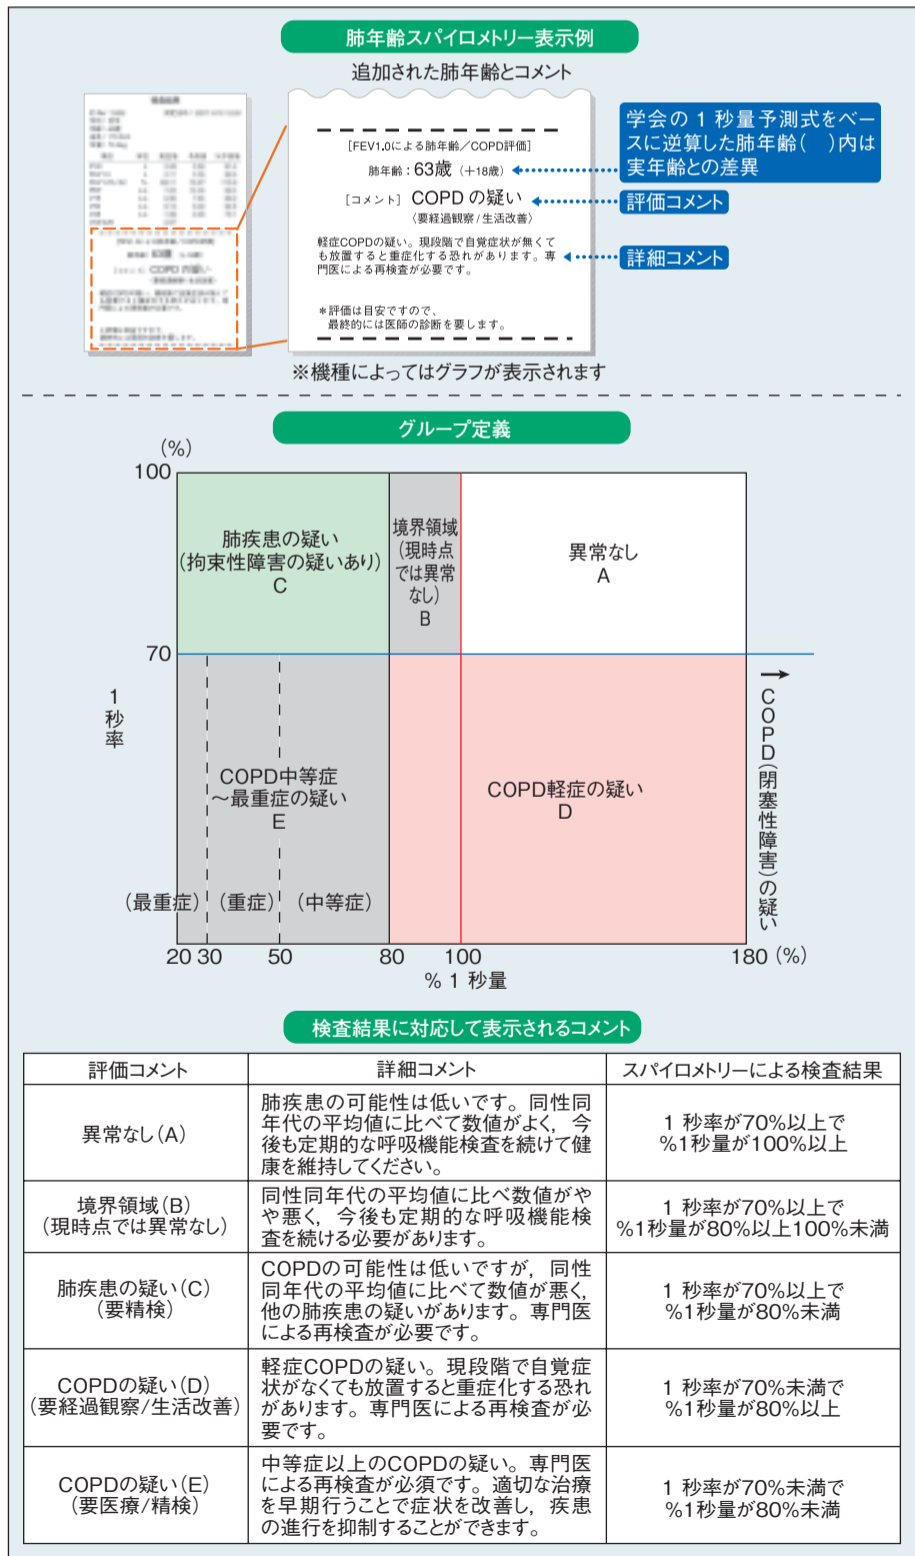 肺年齢スパイロメトリー表示例
追加された肺年齢とコメント
[FEV1.0による肺年齢／COPD評価]
肺年齢：63歳（＋18歳）
[コメント] COPD の疑い
〈要経過観察/生活改善〉
軽症COPDの疑い。現段階で自覚症状が無くて
も放置すると重症化する恐れがあります。専
門医による再検査が必要です。
＊評価は目安ですので、
最終的には医師の診断を要します。
学会の 1 秒量予測式をベー
スに逆算した肺年齢（　）内は
実年齢との差異
評価コメント
詳細コメント
※機種によってはグラフが表示されます
グループ定義
(%)
100
70
1秒率
肺疾患の疑い
(拘束性障害の疑いあり)
C
境界領域
(現時点
では異常
なし)
B
異常なし
A
COPD中等症
～最重症の疑い
E
(最重症)
(重症)
(中等症)
COPD軽症の疑い
D
→COPD(閉塞性障害)の疑い
20 30 50 80 100 180 (%)
% 1 秒量
検査結果に対応して表示されるコメント
評価コメント
詳細コメント
スパイロメトリーによる検査結果
異常なし(A)
肺疾患の可能性は低いです。同性同
年代の平均値に比べて数値がよく，今
後も定期的な呼吸機能検査を続けて健
康を維持してください。
1 秒率が70%以上で
%1秒量が100%以上
境界領域(B)
(現時点では異常なし)
同性同年代の平均値に比べ数値がや
や悪く，今後も定期的な呼吸機能検
査を続ける必要があります。
1 秒率が70%以上で
%1秒量が80%以上100%未満
肺疾患の疑い(C)
(要精検)
COPDの可能性は低いですが，同性
同年代の平均値に比べて数値が悪く，
他の肺疾患の疑いがあります。専門医
による再検査が必要です。
1 秒率が70%以上で
%1秒量が80%未満
COPDの疑い(D)
(要経過観察/生活改善)
軽症COPDの疑い。現段階で自覚症
状がなくても放置すると重症化する恐れ
があります。専門医による再検査が必
要です。
1 秒率が70%未満で
%1秒量が80%以上
COPDの疑い(E)
(要医療/精検)
中等症以上のCOPDの疑い。専門医
による再検査が必須です。適切な治療
を早期行うことで症状を改善し，疾患
の進行を抑制することができます。
1 秒率が70%未満で
%1秒量が80%未満